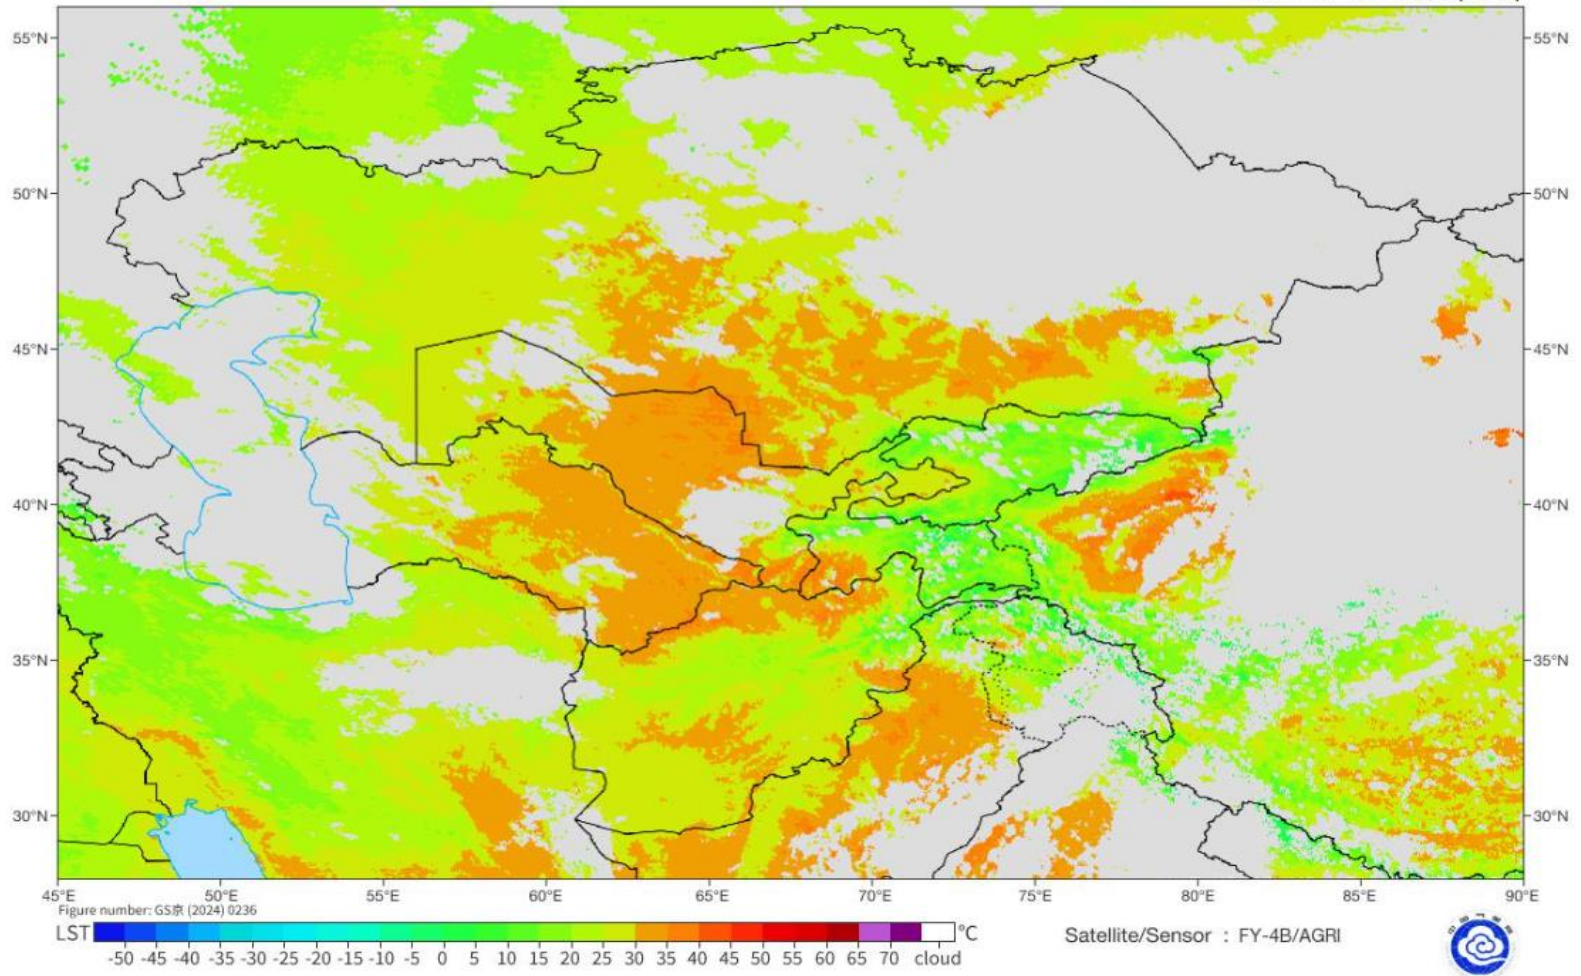 55°N 55°N
50°N 50°N
45°N 45°N
40°N 40°N
35°N 35°N
30°N 30°N
45°E 50°E 55°E 60°E 65°E 70°E 75°E 80°E 85°E 90°E
Figure number: GS京 (2024) 0236
LST °C
-50 -45 -40 -35 -30 -25 -20 -15 -10 -5 0 5 10 15 20 25 30 35 40 45 50 55 60 65 70 cloud
Satellite/Sensor : FY-4B/AGRI